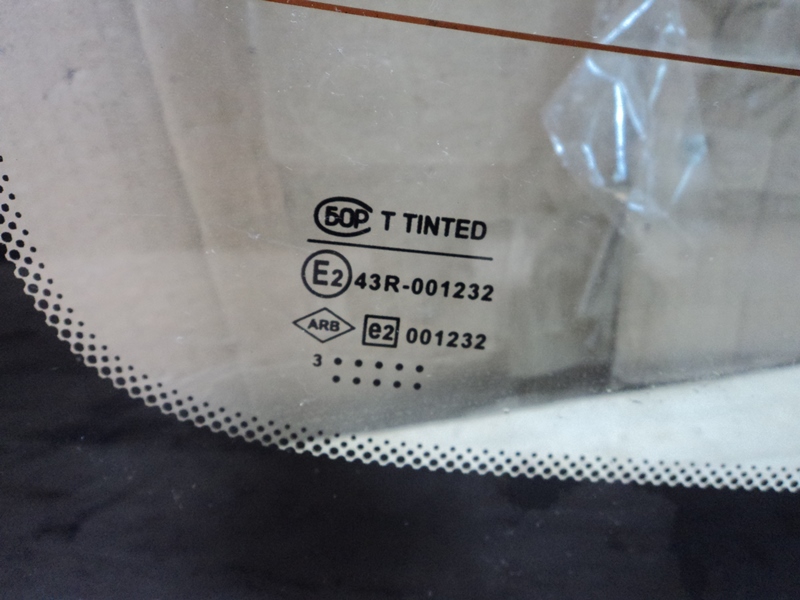 БОР T TINTED
E2 43R-001232
ARB e2 001232
3